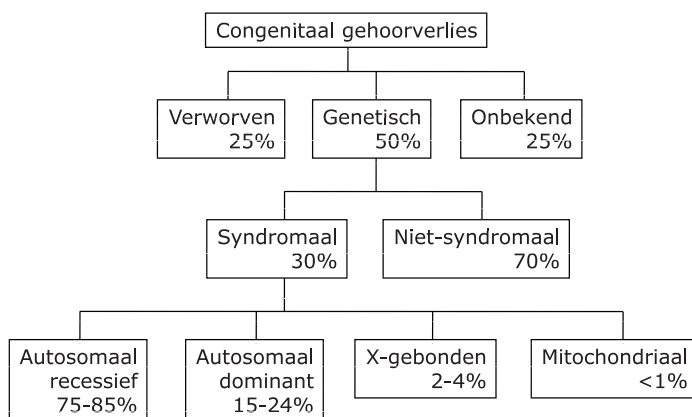 Congenitaal gehoorverlies
Verworven
25%
Genetisch
50%
Onbekend
25%
Syndromaal
30%
Niet-syndromaal
70%
Autosomaal
recessief
75-85%
Autosomaal
dominant
15-24%
X-gebonden
2-4%
Mitochondriaal
<1%